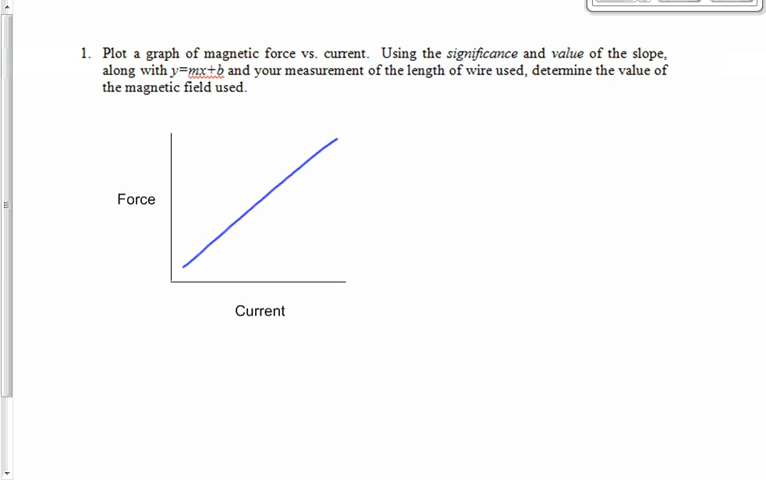 1. Plot a graph of magnetic force vs. current. Using the significance and value of the slope,
along with y=mx+b and your measurement of the length of wire used, determine the value of
the magnetic field used.
Force
Current